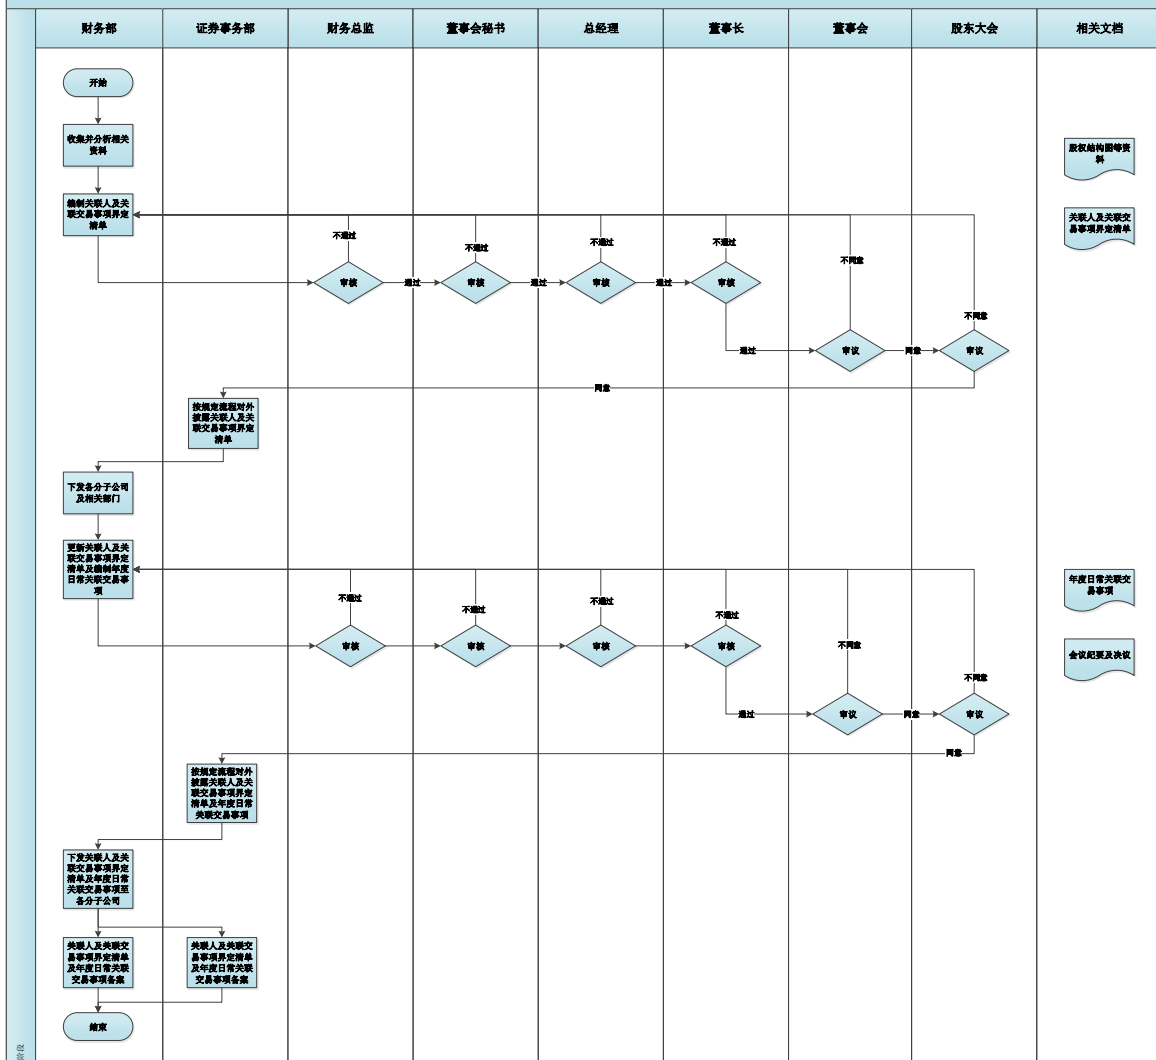 财务部
证券事务部
财务总监
董事会秘书
总经理
董事长
董事会
股东大会
相关文档
开始
收集并分析相关
资料
股权结构图等资
料
编制关联人及关
联交易事项界定
清单
关联人及关联交
易事项界定清单
不通过
不通过
不通过
不通过
不同意
审核
通过
审核
通过
审核
通过
审核
不同意
通过
审议
同意
审议
同意
按规定流程对外
披露关联人及关
联交易事项界定
清单
下发各分子公司
及相关部门
更新关联人及关
联交易事项界定
清单及编制年度
日常关联交易事
项
年度日常关联交
易事项
不通过
不通过
不通过
不通过
审核
审核
审核
审核
不同意
会议纪要及决议
不同意
通过
审议
同意
审议
同意
按规定流程对外
披露关联人及关
联交易事项界定
清单及年度日常
关联交易事项
下发关联人及关
联交易事项界定
清单及年度日常
关联交易事项至
各分子公司
关联人及关联交
易事项界定清单
及年度日常关联
交易事项备案
关联人及关联交
易事项界定清单
及年度日常关联
交易事项备案
结束
阶段